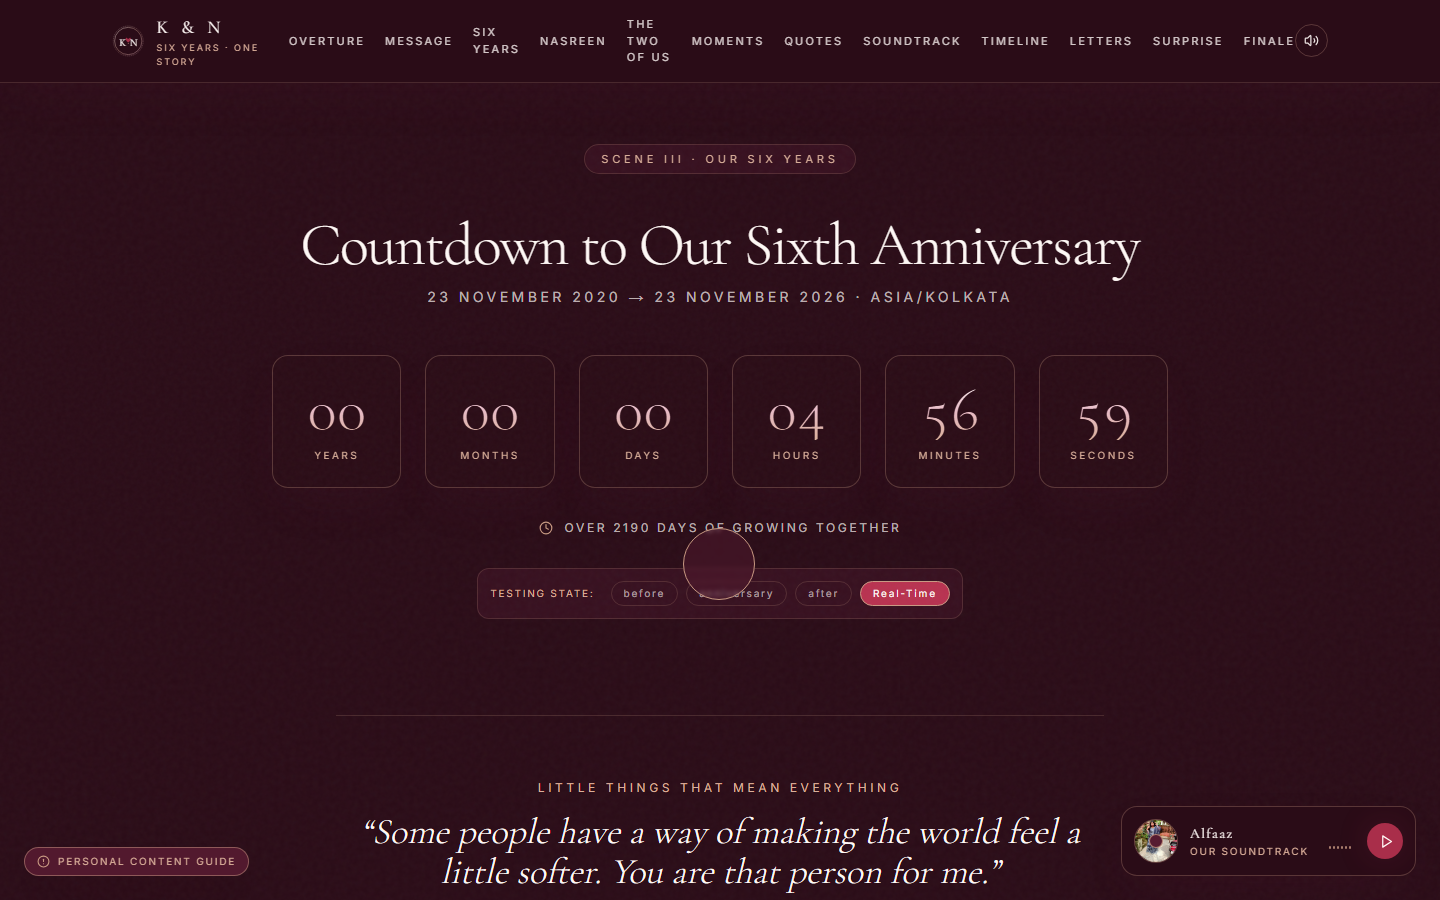 K & N
SIX YEARS · ONE
STORY
OVERTURE
MESSAGE
SIX
YEARS
NASREEN
THE
TWO
OF US
MOMENTS
QUOTES
SOUNDTRACK
TIMELINE
LETTERS
SURPRISE
FINALE
SCENE III · OUR SIX YEARS
Countdown to Our Sixth Anniversary
23 NOVEMBER 2020 → 23 NOVEMBER 2026 · ASIA/KOLKATA
00 00 00 04 56 59
YEARS MONTHS DAYS HOURS MINUTES SECONDS
OVER 2190 DAYS OF GROWING TOGETHER
TESTING STATE: before after Real-Time
LITTLE THINGS THAT MEAN EVERYTHING
“Some people have a way of making the world feel a
little softer. You are that person for me.”
PERSONAL CONTENT GUIDE
Alfaaz
OUR SOUNDTRACK